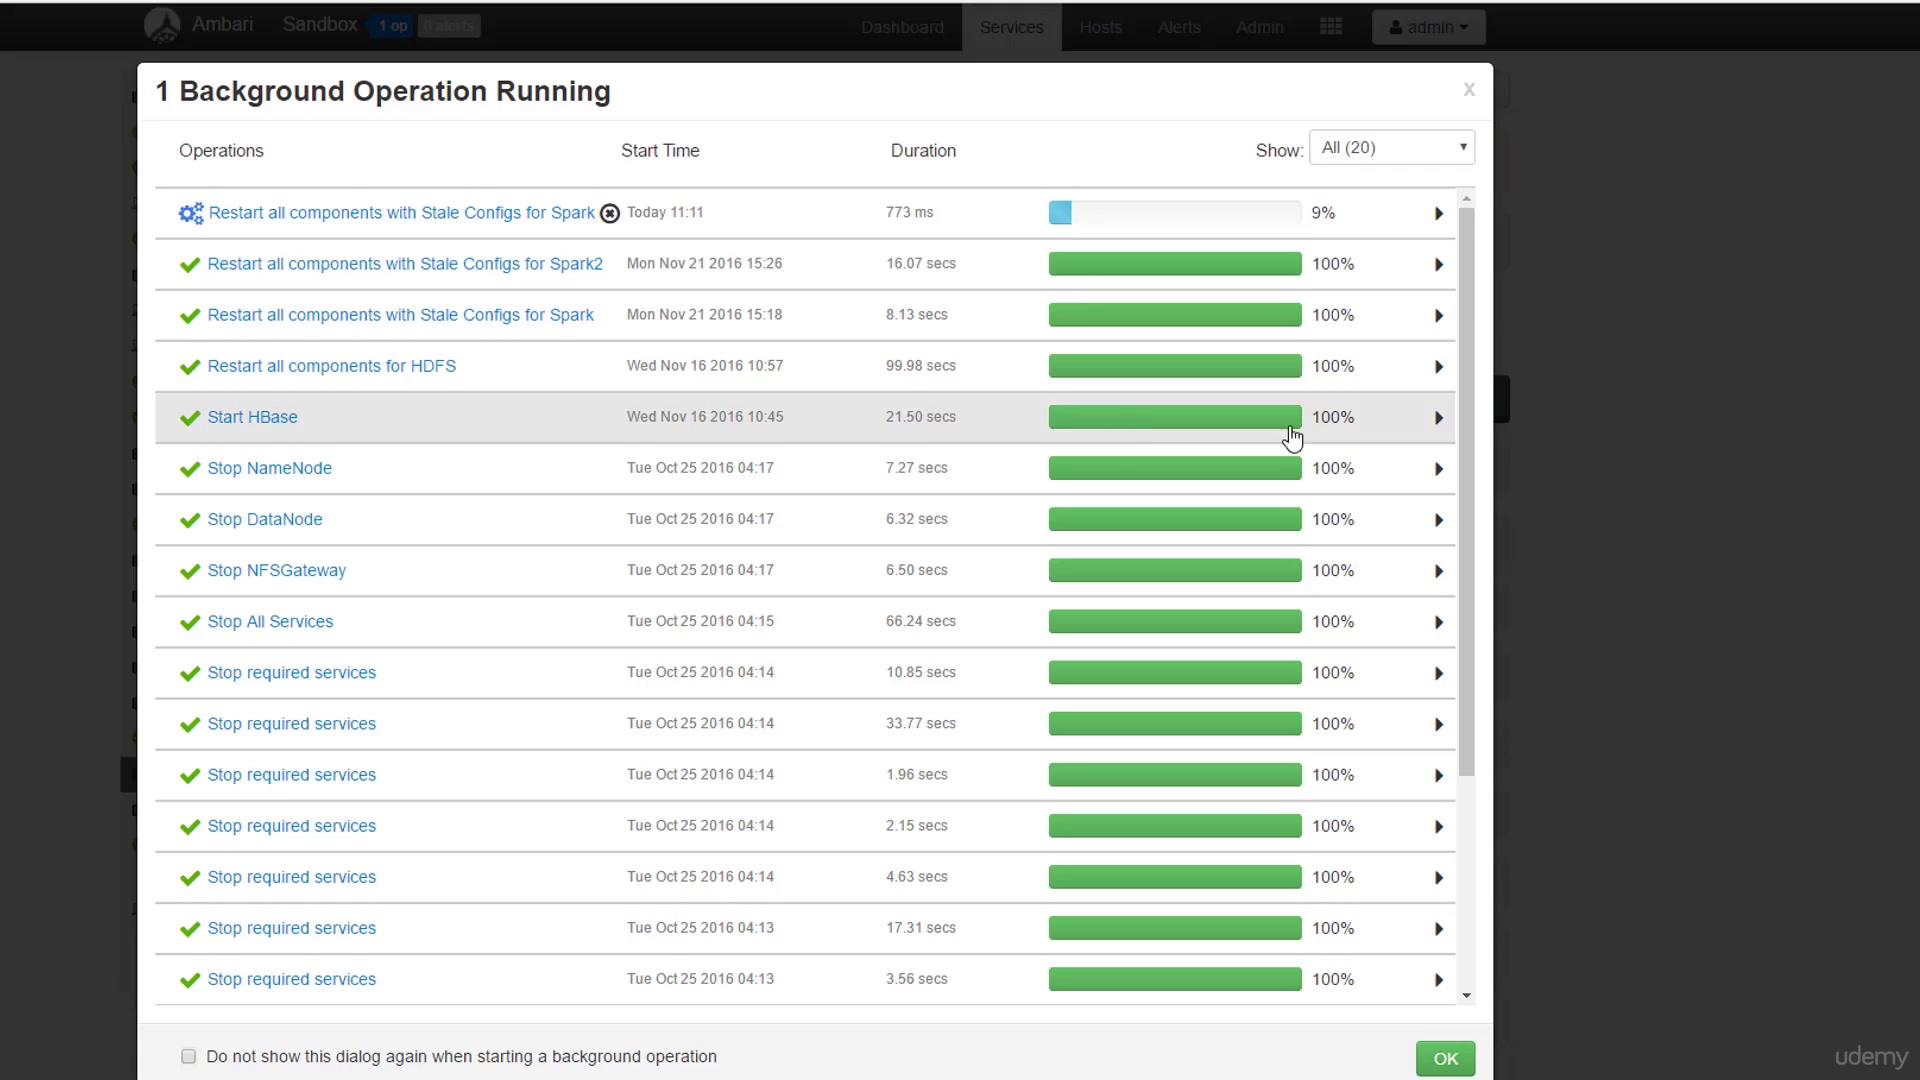 Ambari Sandbox 1 op 0 alerts Dashboard Services Hosts Alerts Admin admin
1 Background Operation Running x
Operations Start Time Duration Show: All (20)
Restart all components with Stale Configs for Spark Today 11:11 773 ms 9%
Restart all components with Stale Configs for Spark2 Mon Nov 21 2016 15:26 16.07 secs 100%
Restart all components with Stale Configs for Spark Mon Nov 21 2016 15:18 8.13 secs 100%
Restart all components for HDFS Wed Nov 16 2016 10:57 99.98 secs 100%
Start HBase Wed Nov 16 2016 10:45 21.50 secs 100%
Stop NameNode Tue Oct 25 2016 04:17 7.27 secs 100%
Stop DataNode Tue Oct 25 2016 04:17 6.32 secs 100%
Stop NFSGateway Tue Oct 25 2016 04:17 6.50 secs 100%
Stop All Services Tue Oct 25 2016 04:15 66.24 secs 100%
Stop required services Tue Oct 25 2016 04:14 10.85 secs 100%
Stop required services Tue Oct 25 2016 04:14 33.77 secs 100%
Stop required services Tue Oct 25 2016 04:14 1.96 secs 100%
Stop required services Tue Oct 25 2016 04:14 2.15 secs 100%
Stop required services Tue Oct 25 2016 04:14 4.63 secs 100%
Stop required services Tue Oct 25 2016 04:13 17.31 secs 100%
Stop required services Tue Oct 25 2016 04:13 3.56 secs 100%
Do not show this dialog again when starting a background operation OK
udemy